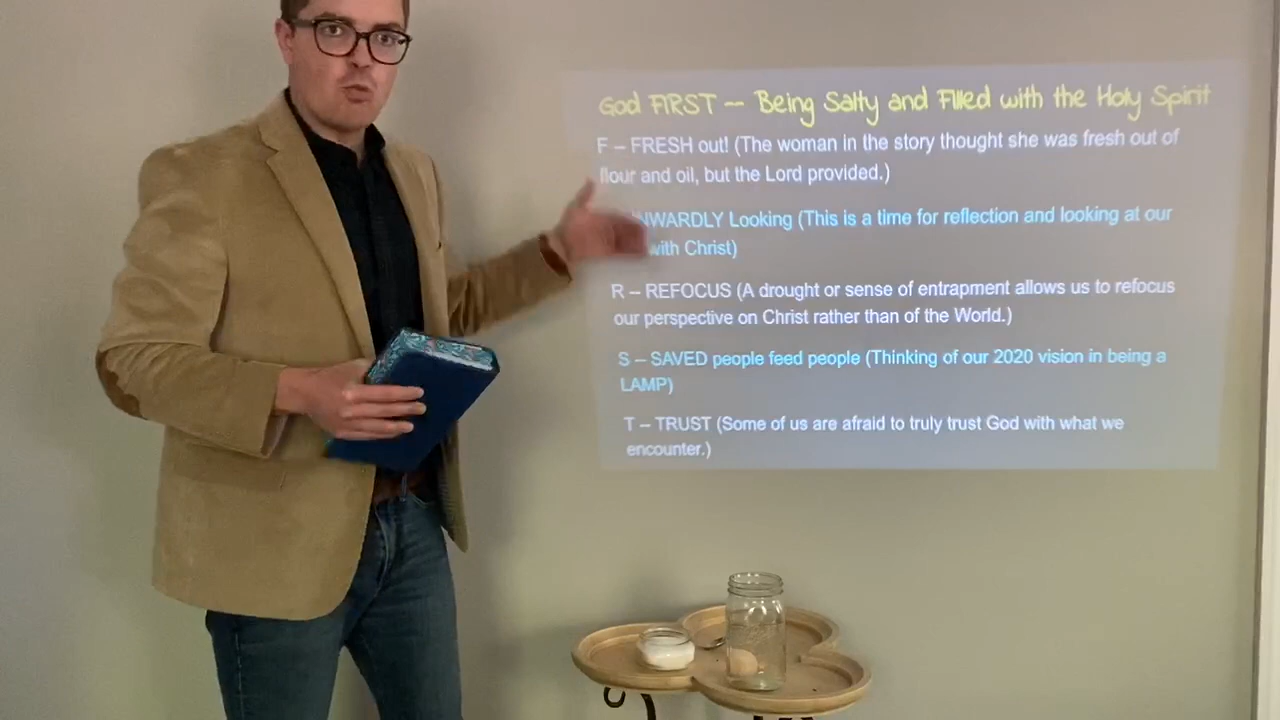 God FIRST -- Being Salty and Filled with the Holy Spirit
F – FRESH out! (The woman in the story thought she was fresh out of
flour and oil, but the Lord provided.)
INWARDLY Looking (This is a time for reflection and looking at our
with Christ)
R – REFOCUS (A drought or sense of entrapment allows us to refocus
our perspective on Christ rather than of the World.)
S – SAVED people feed people (Thinking of our 2020 vision in being a
LAMP)
T – TRUST (Some of us are afraid to truly trust God with what we
encounter.)